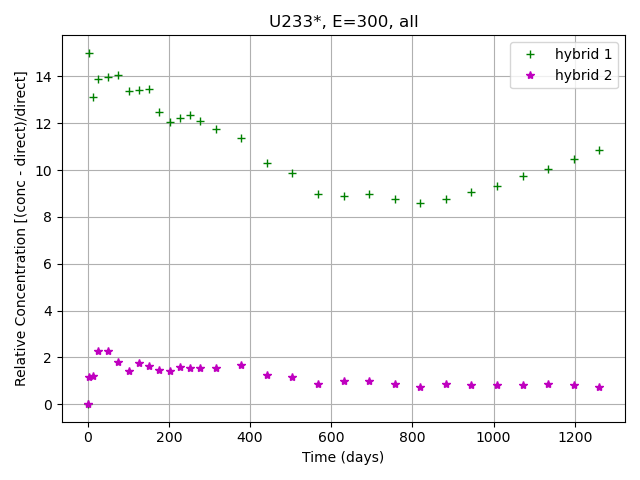 U233*, E=300, all
hybrid 1
hybrid 2
Relative Concentration [(conc - direct)/direct]
14
12
10
8
6
4
2
0
0 200 400 600 800 1000 1200
Time (days)